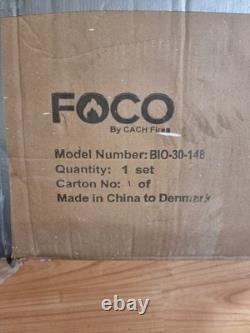 FOCO
By CACH Fires
Model Number: BIO-30-148
Quantity: 1 set
Carton No: 1 of
Made in China to Denmark
ebay